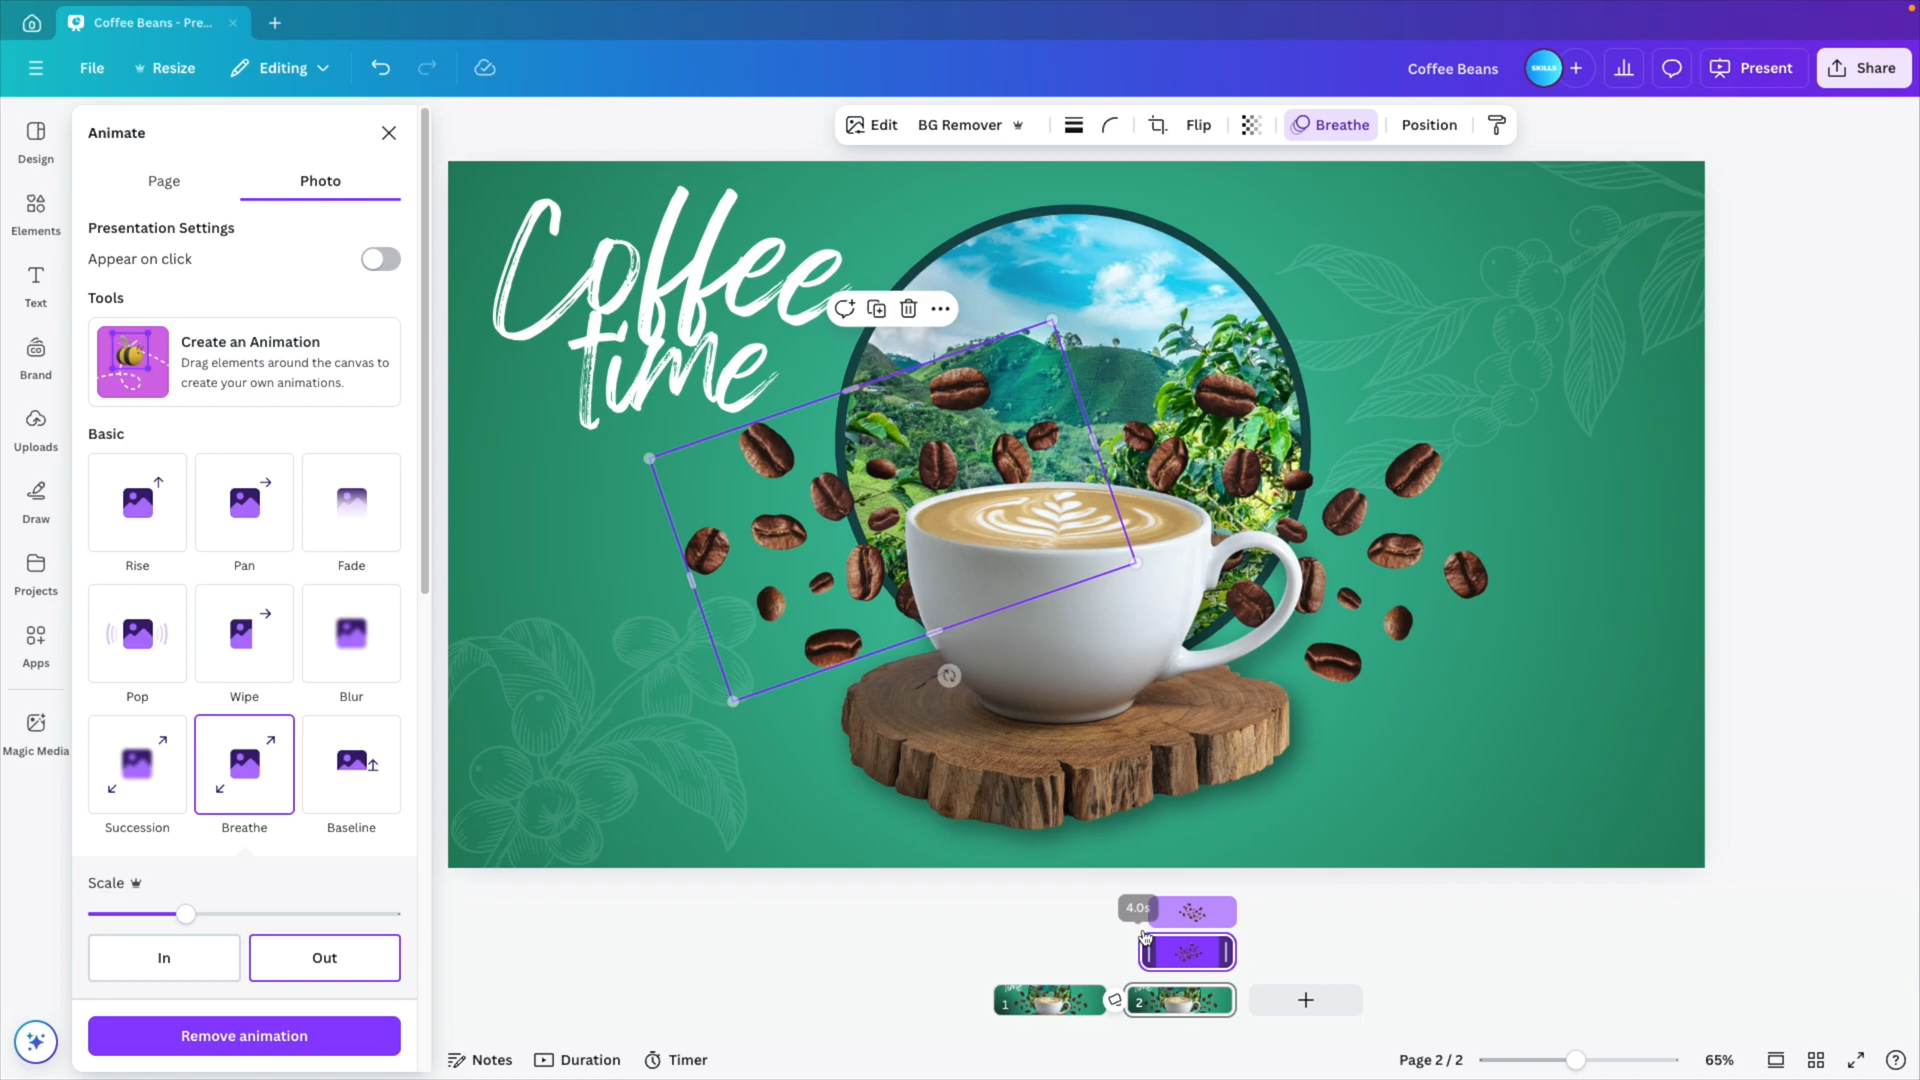 Coffee Beans - Pre...
File
Resize
Editing
Coffee Beans
SKILLS
Present
Share
Design
Elements
Text
Brand
Uploads
Draw
Projects
Apps
Magic Media
Animate
Page
Photo
Presentation Settings
Appear on click
Tools
Create an Animation
Drag elements around the canvas to
create your own animations.
Basic
Rise
Pan
Fade
Pop
Wipe
Blur
Succession
Breathe
Baseline
Scale
In
Out
Remove animation
Edit
BG Remover
Flip
Breathe
Position
Coffee
time
4.0s
1
2
Notes
Duration
Timer
Page 2 / 2
65%